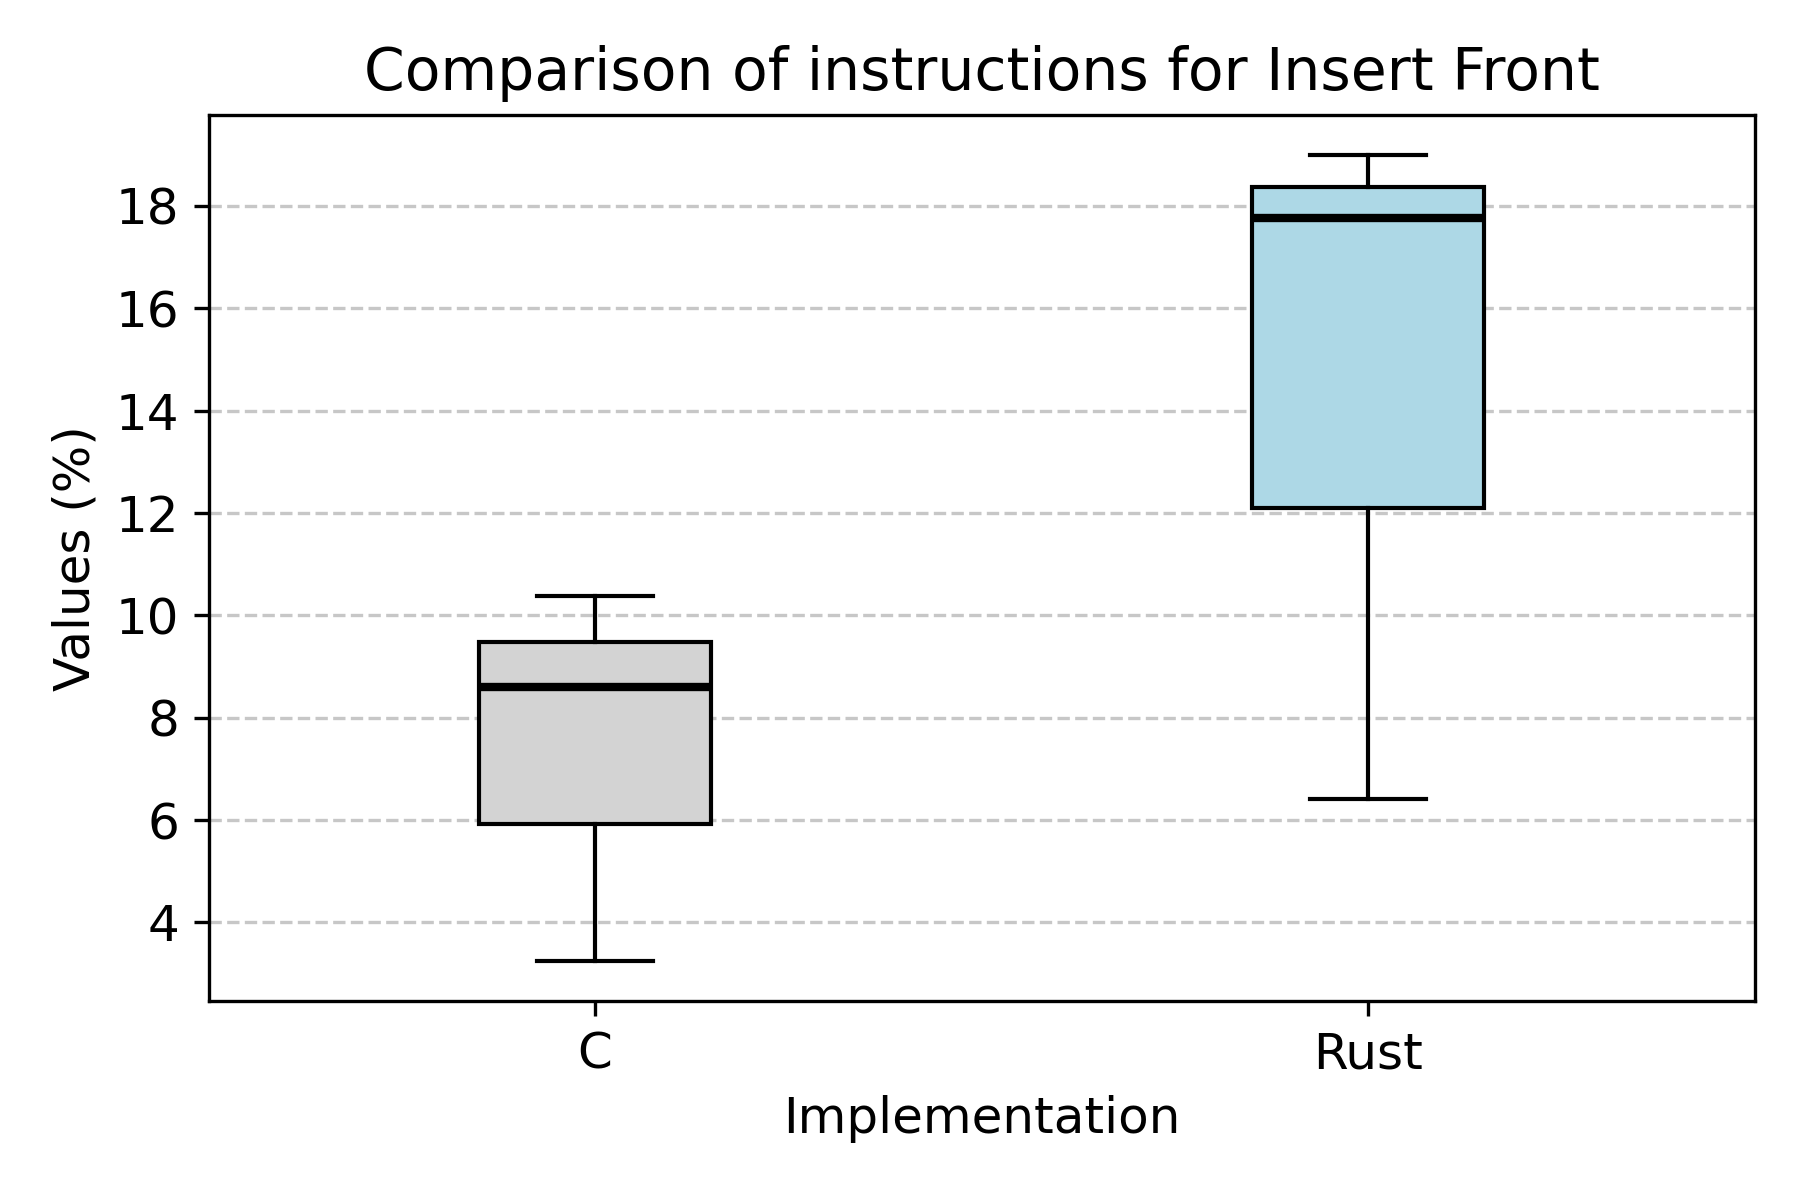 Comparison of instructions for Insert Front
Values (%)
18
16
14
12
10
8
6
4
C
Rust
Implementation